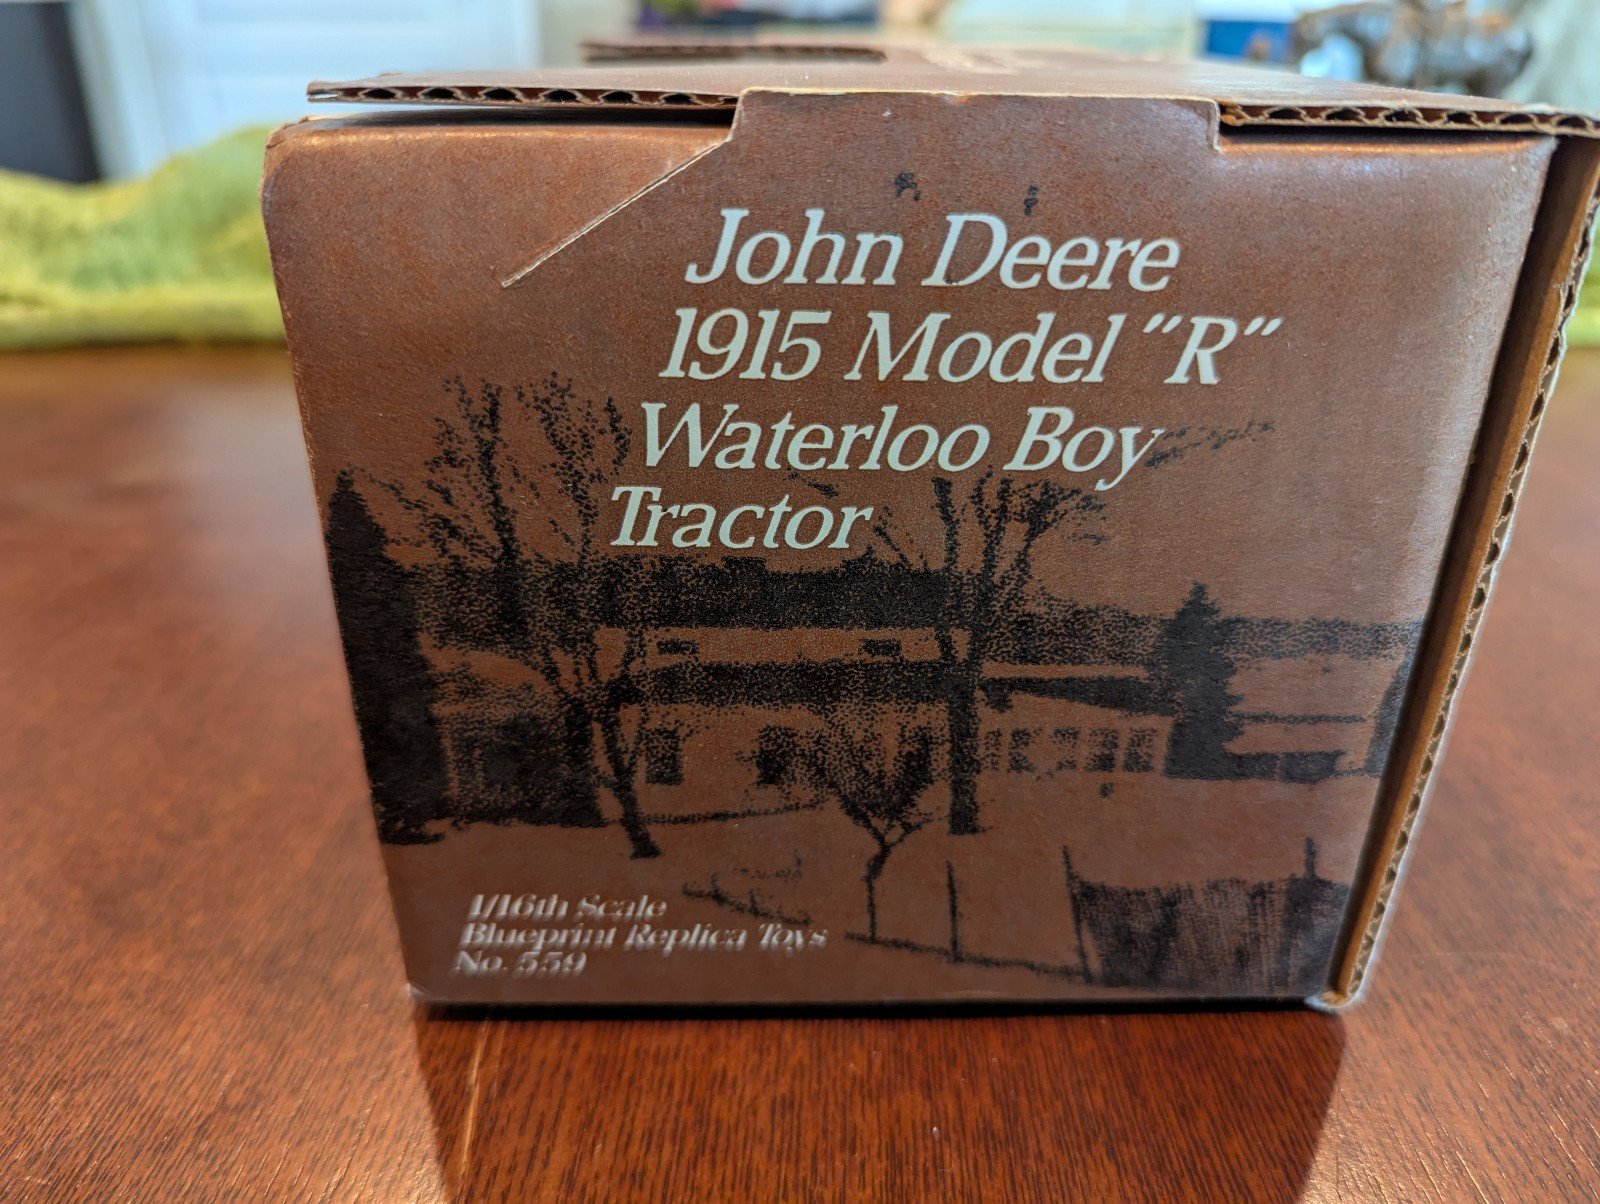 John Deere
1915 Model "R"
Waterloo Boy
Tractor
1/16th Scale
Blueprint Replica Toys
No. 559